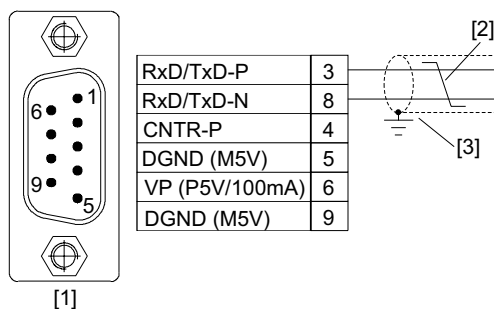 [2]
RxD/TxD-P 3
RxD/TxD-N 8
CNTR-P 4
DGND (M5V) 5
VP (P5V/100mA) 6
DGND (M5V) 9
[3]
1
6
9
5
[1]